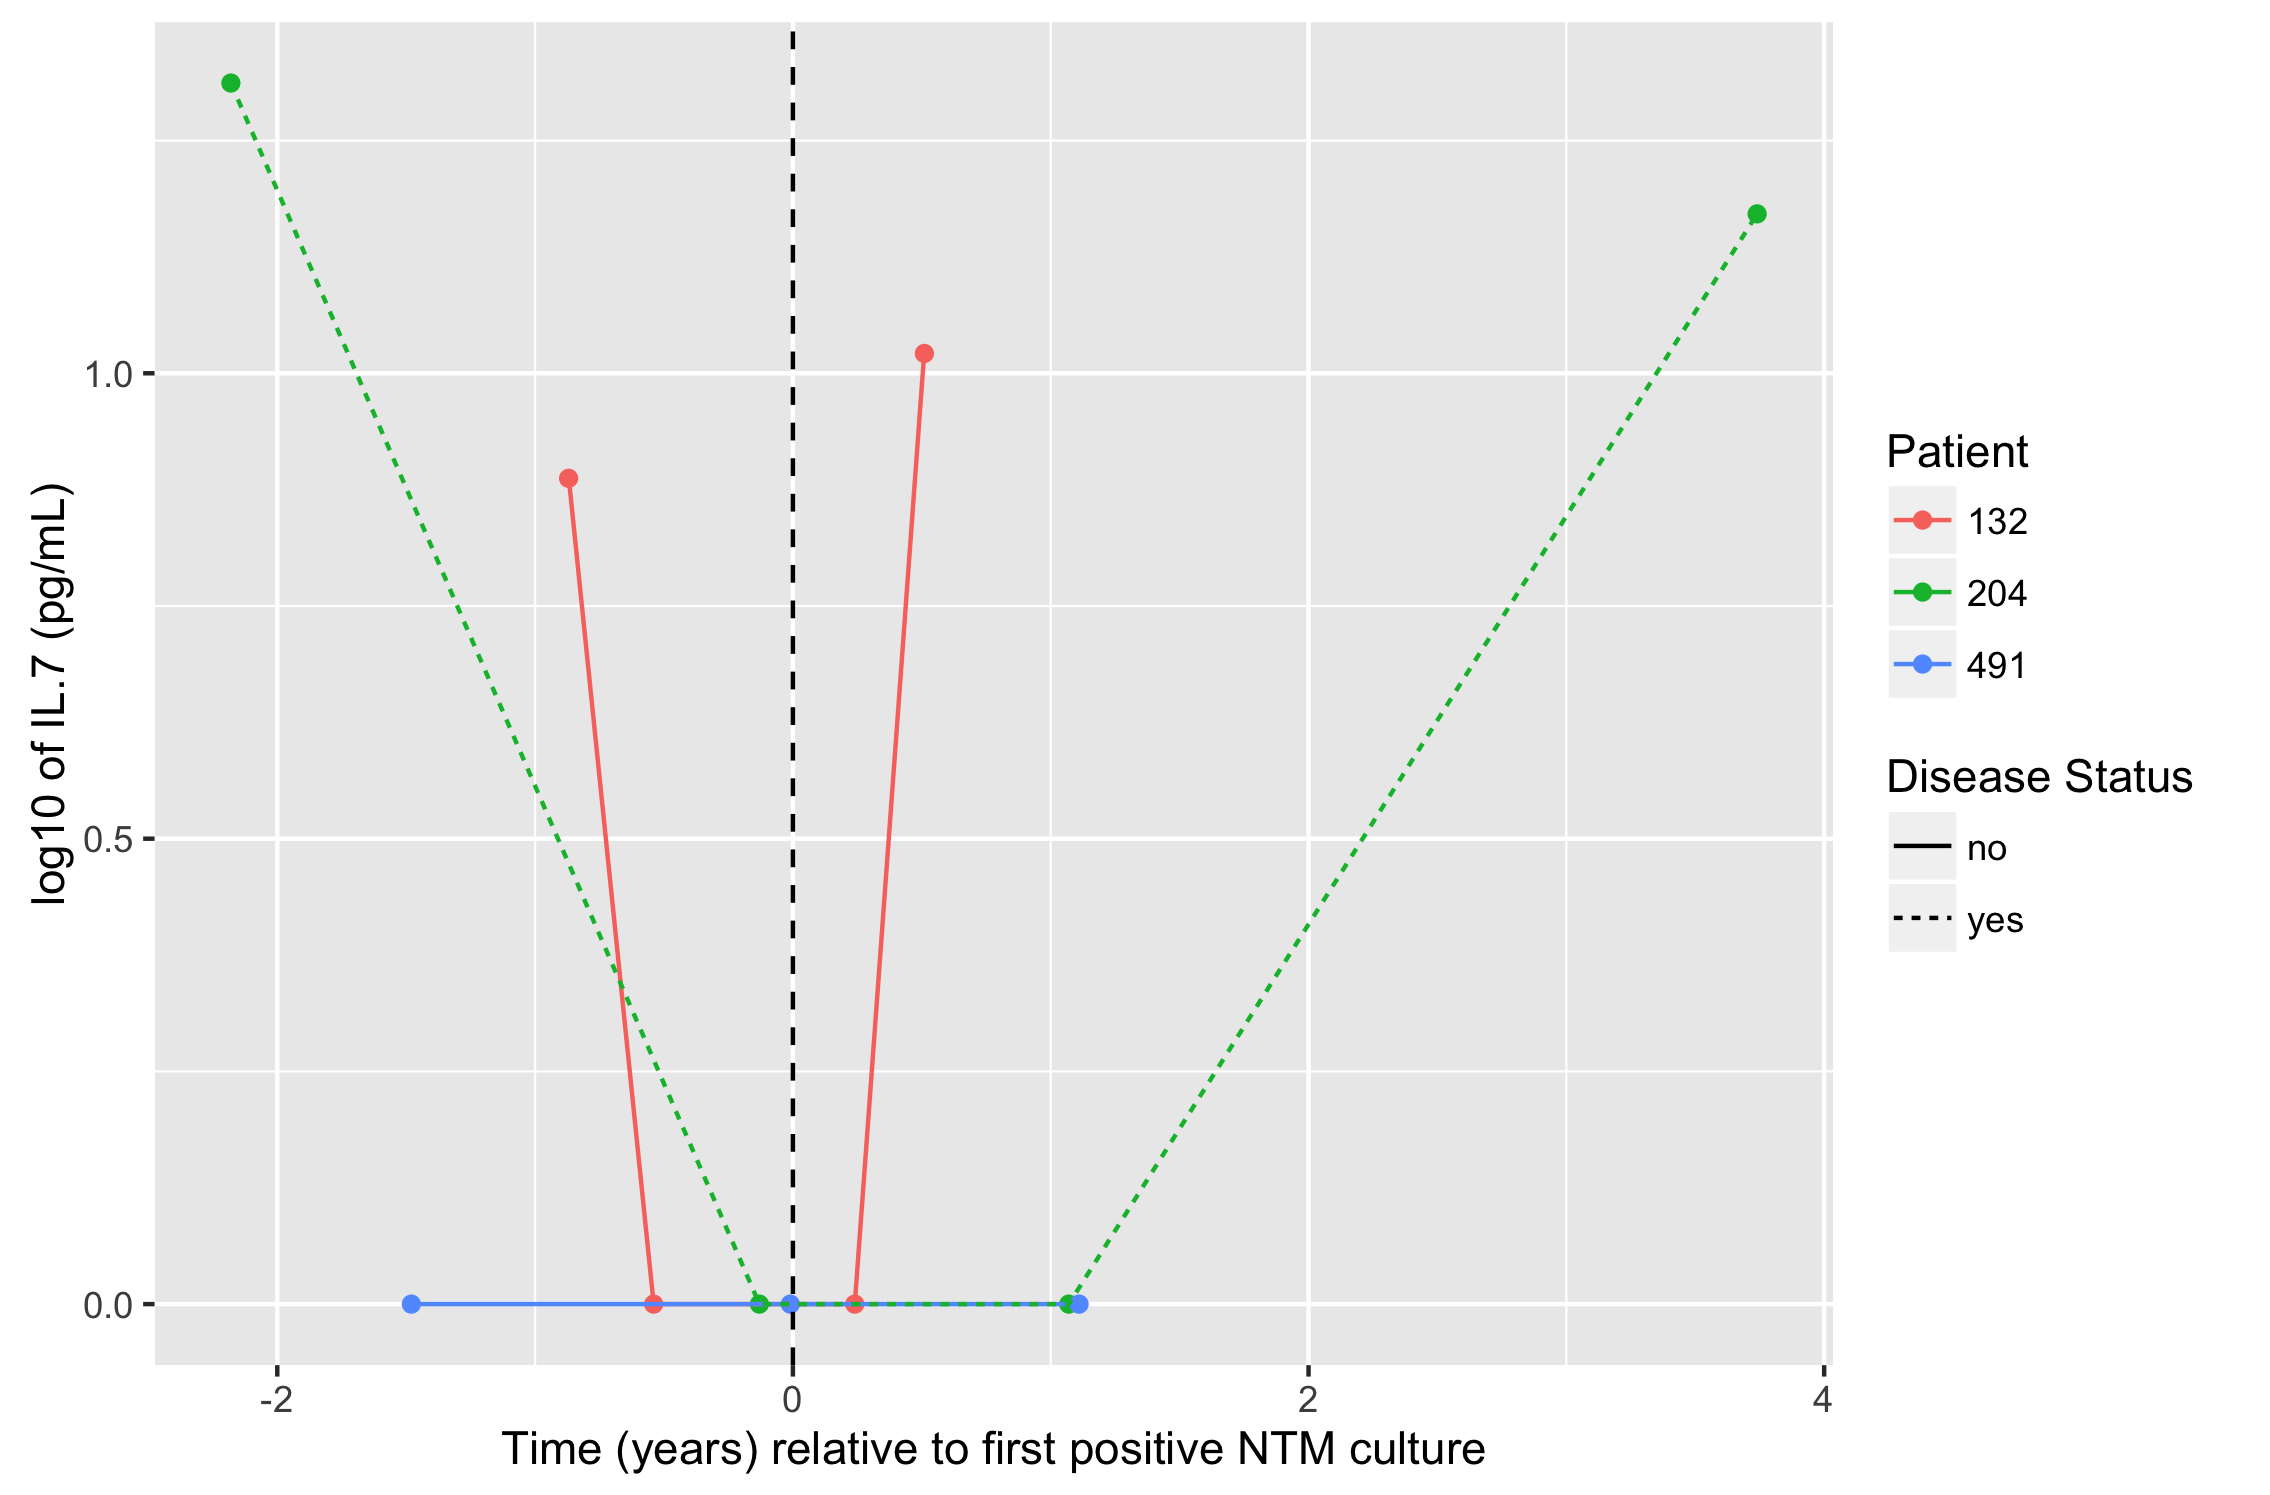 log10 of IL.7 (pg/mL)
1.0
0.5
0.0
-2
0
2
4
Time (years) relative to first positive NTM culture
Patient
132
204
491
Disease Status
no
yes